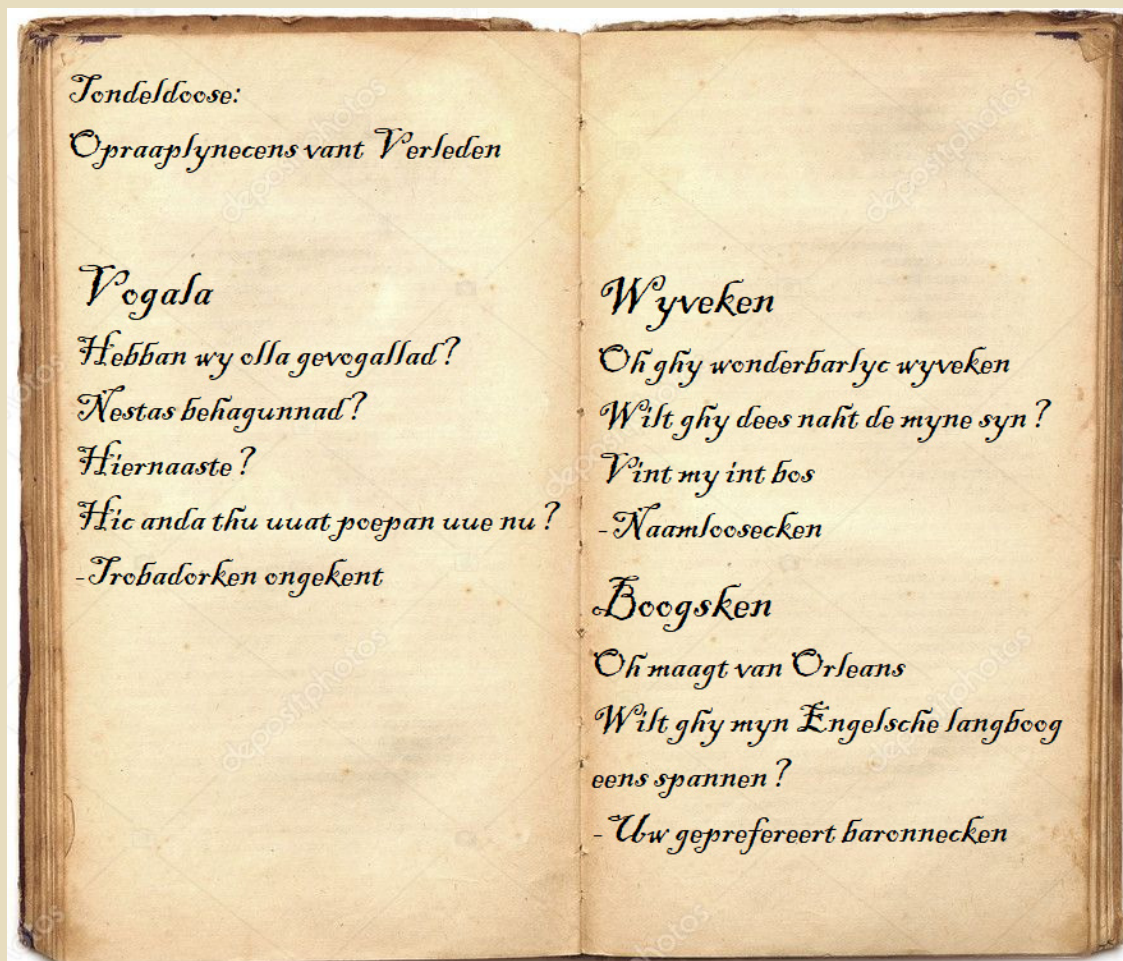 Tondeldoose:
Opraaplynecens vant Verleden
Vogala
Hebban wy olla gevogallad?
Nestas behagunnad?
Hiernaaste?
Hic anda thu uuat poepan uue nu?
-Trobadorken ongekent
Wyveken
Oh ghy wonderbarlyc wyveken
Wilt ghy dees naht de myne syn?
Vint my int bos
-Naamloosecken
Boogsken
Oh maagt van Orleans
Wilt ghy myn Engelsche langboog
eens spannen?
-Uw geprefereert baronnecken
depositphotos